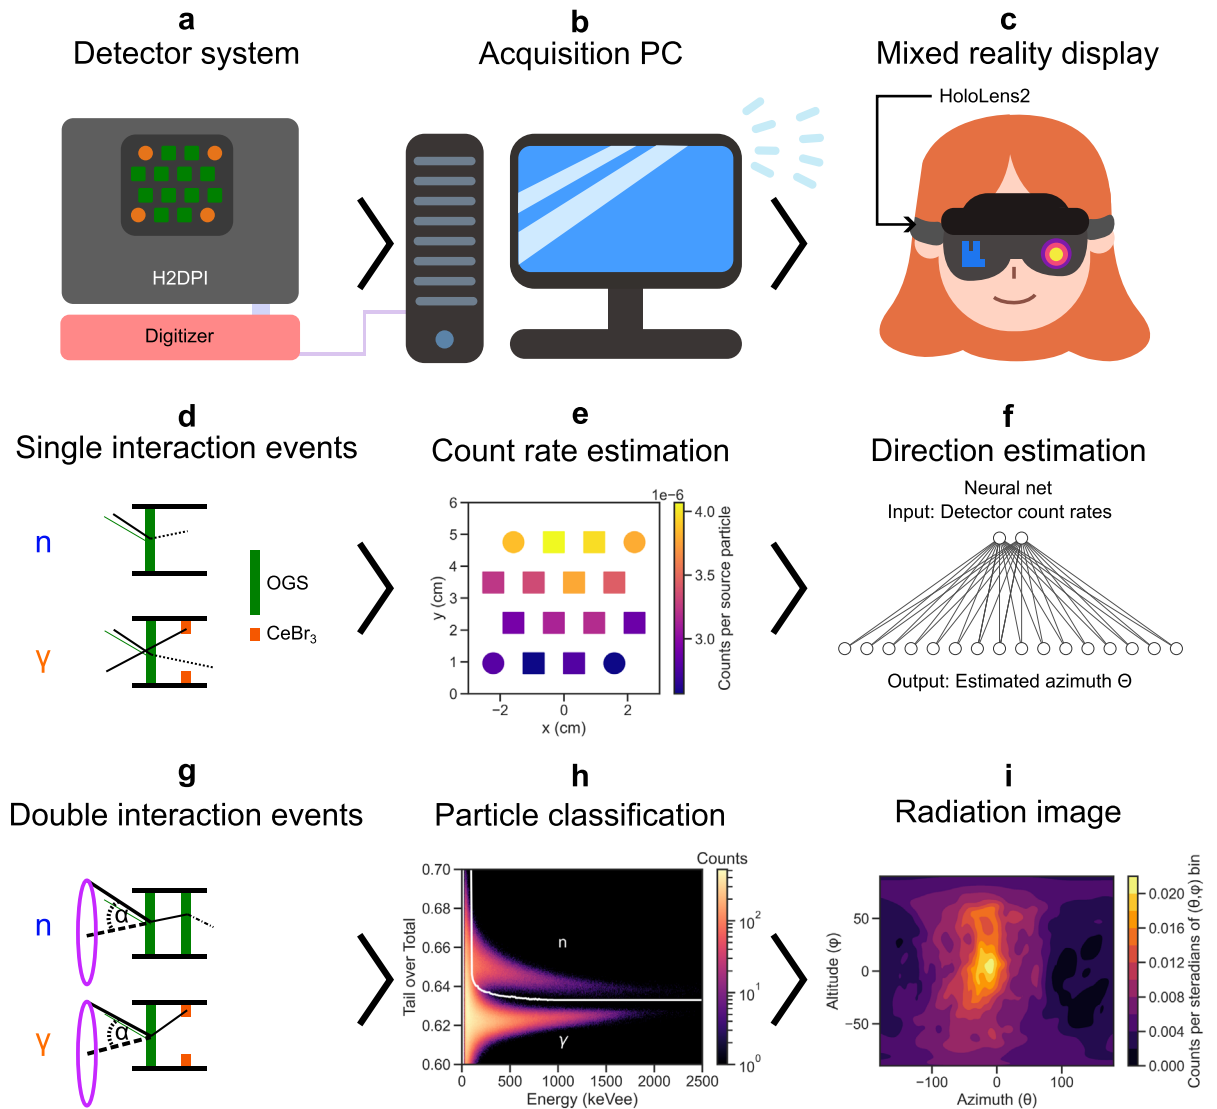 a
Detector system
b
Acquisition PC
c
Mixed reality display
HoloLens2
H2DPI
Digitizer
d
Single interaction events
n
γ
OGS
CeBr₃
e
Count rate estimation
1e−6
6
5
4
3
2
1
0
y (cm)
−2
0
2
x (cm)
4.0
3.5
3.0
Counts per source particle
f
Direction estimation
Neural net
Input: Detector count rates
Output: Estimated azimuth Θ
g
Double interaction events
n
α
γ
α
h
Particle classification
Counts
0.70
0.68
0.66
0.64
0.62
0.60
Tail over Total
n
γ
0
500
1000
1500
2000
2500
Energy (keVee)
10²
10¹
10⁰
i
Radiation image
50
0
−50
Altitude (φ)
−100
0
100
Azimuth (θ)
0.020
0.016
0.012
0.008
0.004
0.000
Counts per steradians of (θ,φ) bin